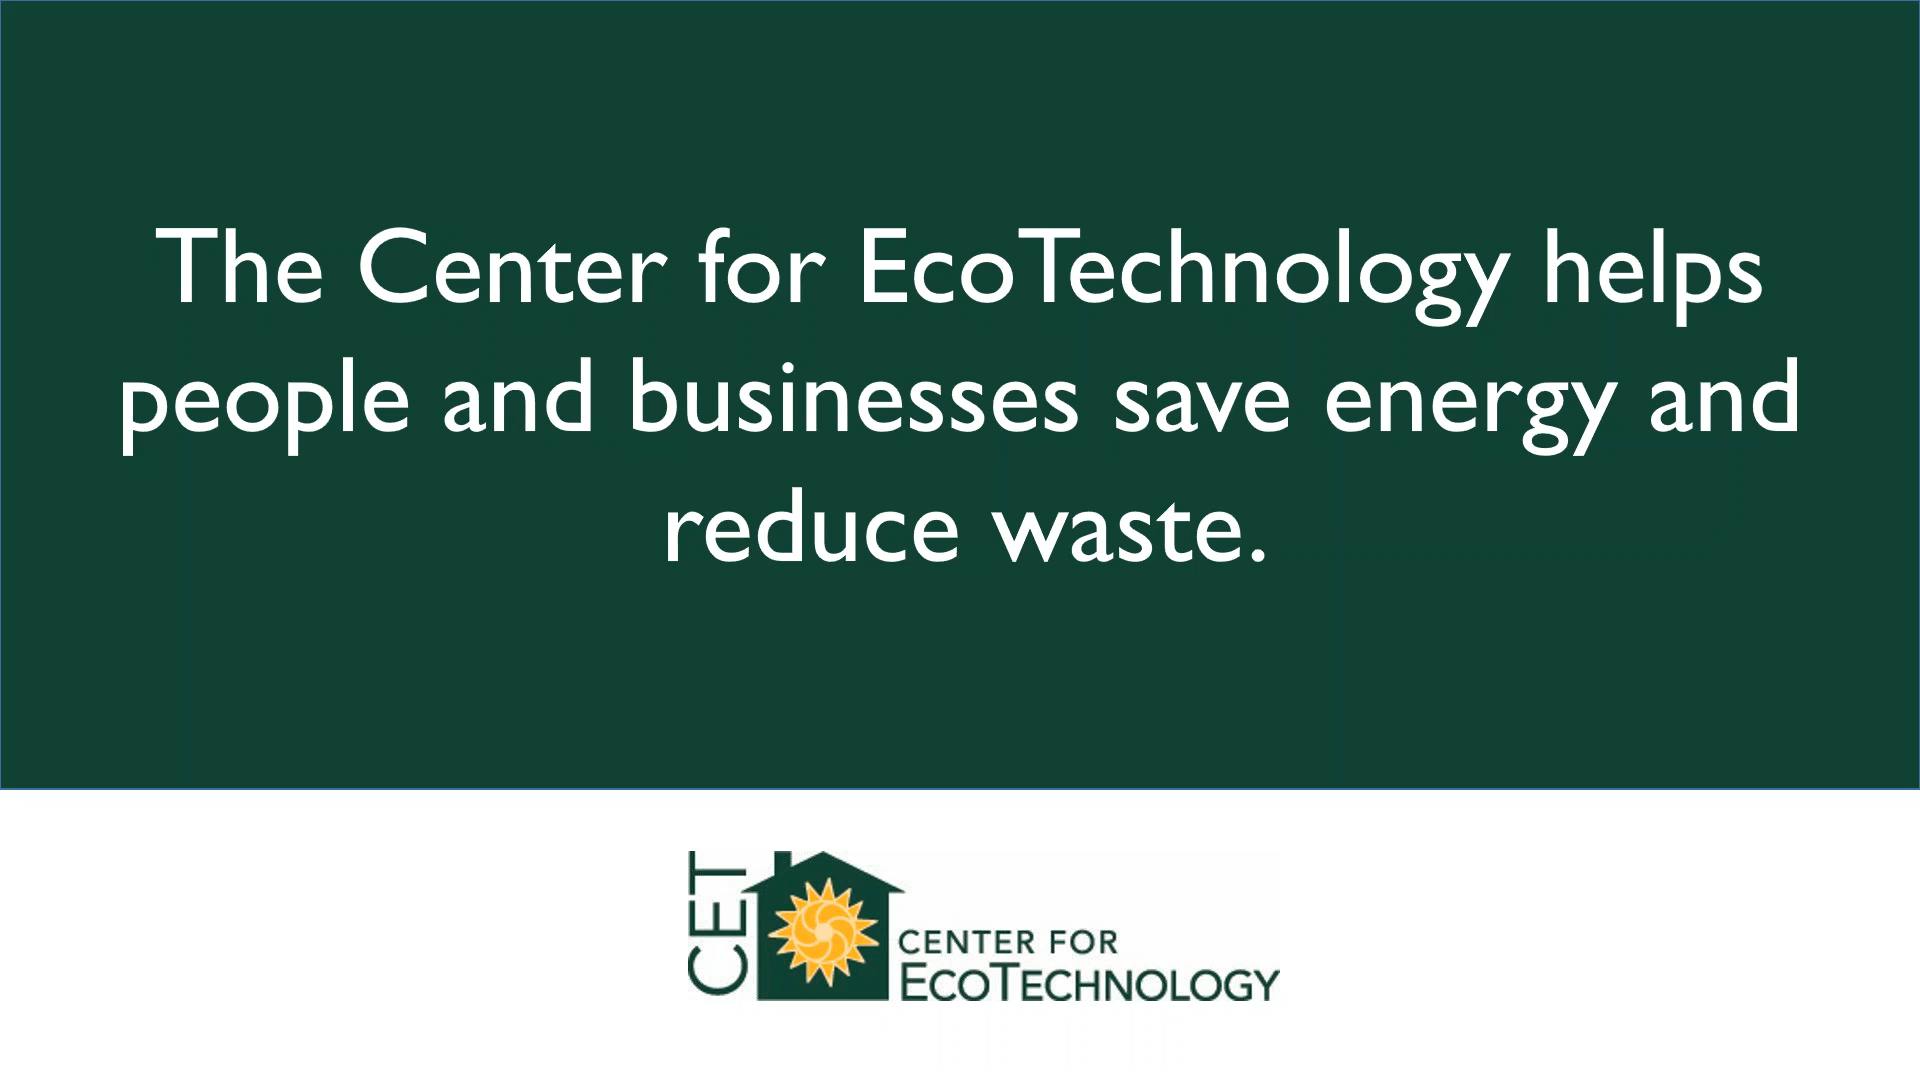 The Center for EcoTechnology helps
people and businesses save energy and
reduce waste.
CET
CENTER FOR
ECOTECHNOLOGY